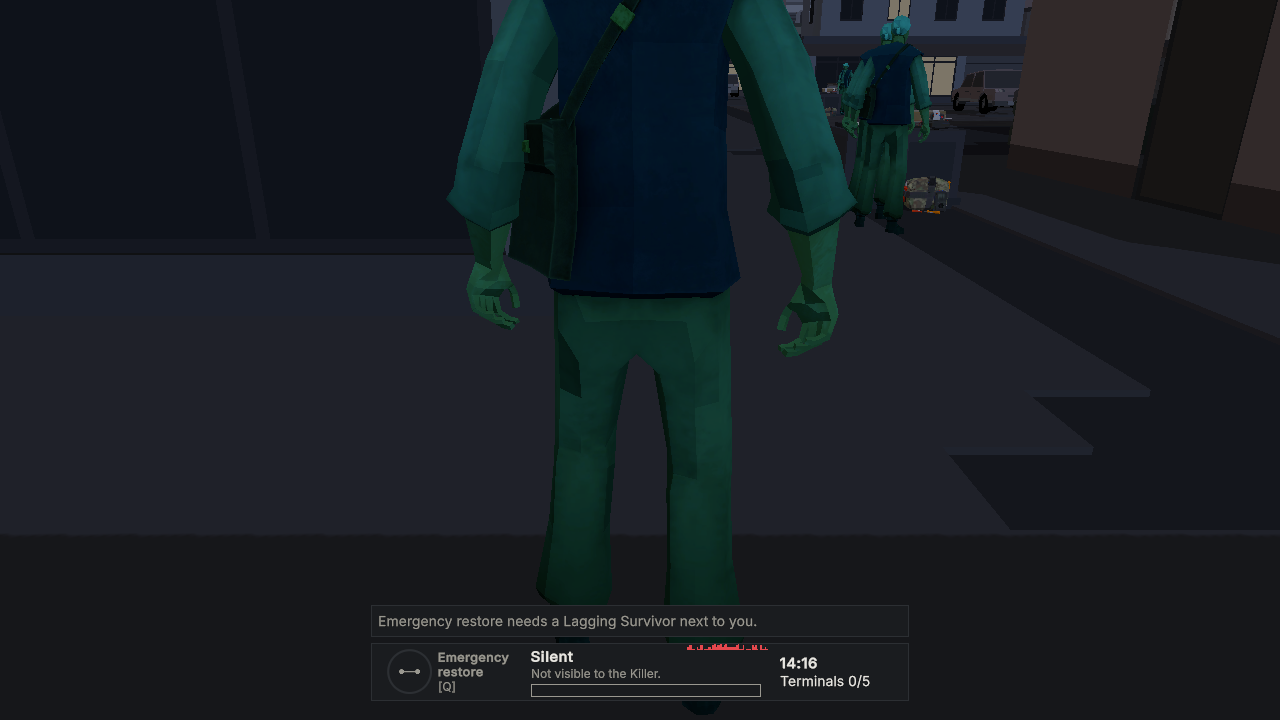 Emergency restore needs a Lagging Survivor next to you.
Emergency
restore
[Q]
Silent
Not visible to the Killer.
14:16
Terminals 0/5